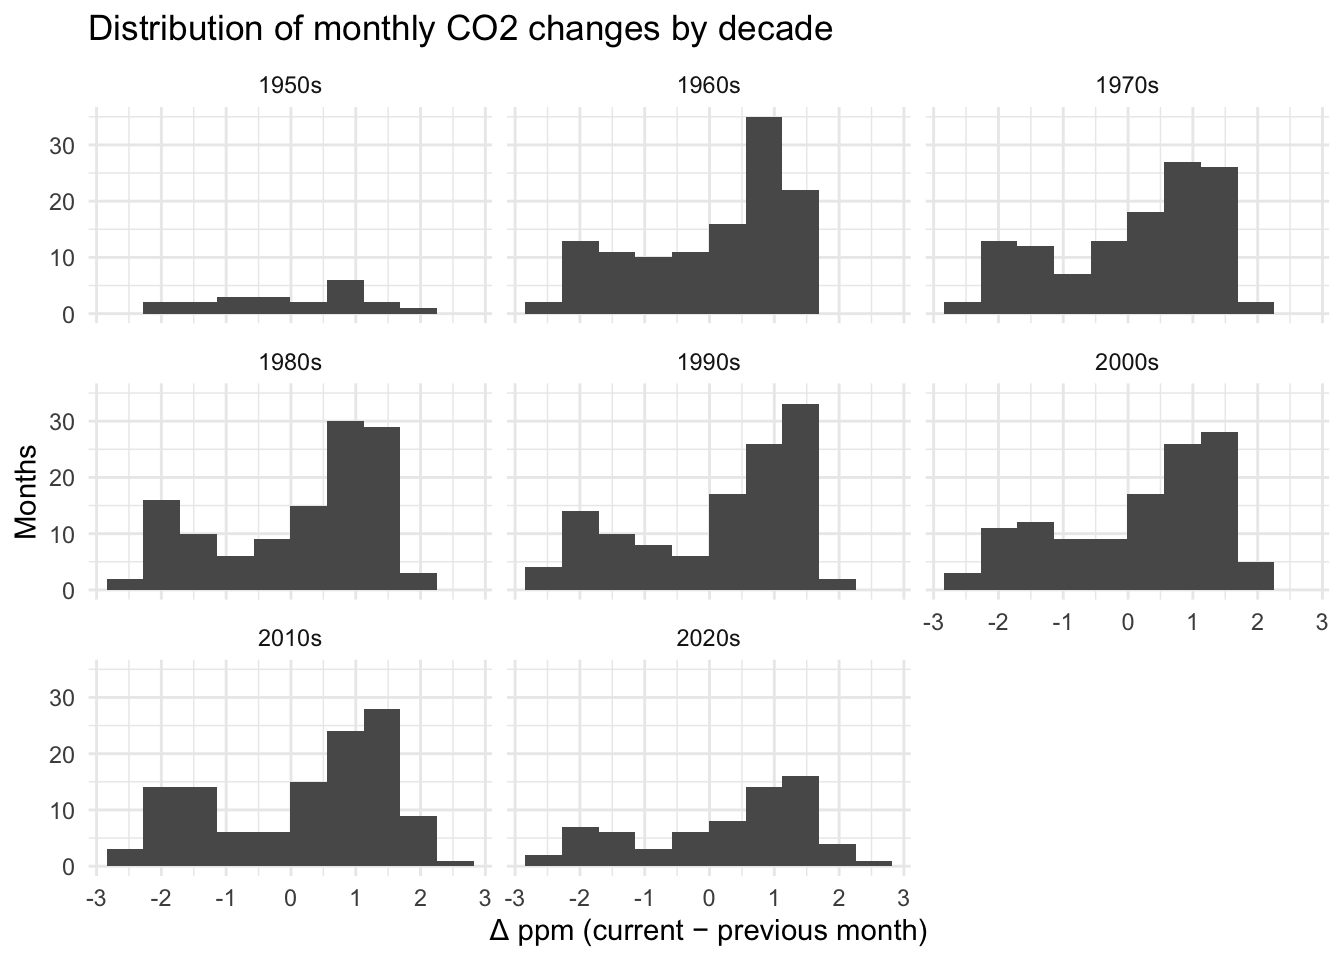 Distribution of monthly CO2 changes by decade
1950s 1960s 1970s
30
20
10
0
1980s 1990s 2000s
30
20
10
0
-3 -2 -1 0 1 2 3
2010s 2020s
30
20
10
0
-3 -2 -1 0 1 2 3 -3 -2 -1 0 1 2 3
Months
Δ ppm (current − previous month)